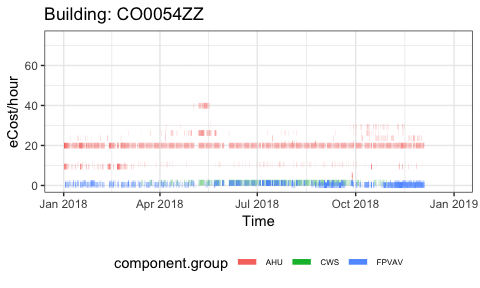 Building: CO0054ZZ
eCost/hour
60
40
20
0
Jan 2018 Apr 2018 Jul 2018 Oct 2018 Jan 2019
Time
component.group AHU CWS FPVAV